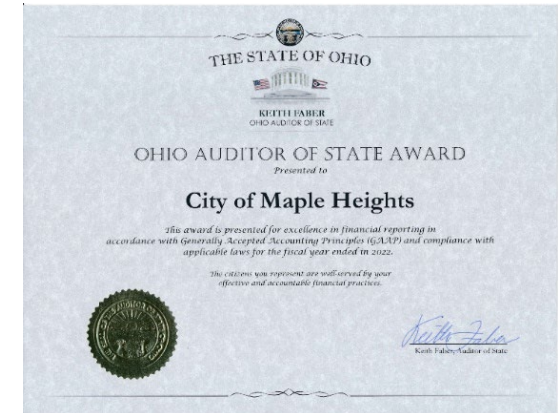 THE STATE OF OHIO
KEITH FABER
OHIO AUDITOR OF STATE
OHIO AUDITOR OF STATE AWARD
Presented to
City of Maple Heights
This award is presented for excellence in financial reporting in
accordance with Generally Accepted Accounting Principles (GAAP) and compliance with
applicable laws for the fiscal year ended in 2022.
The citizens you represent are well-served by your
effective and accountable financial practices.
Keith Faber
Keith Faber, Auditor of State